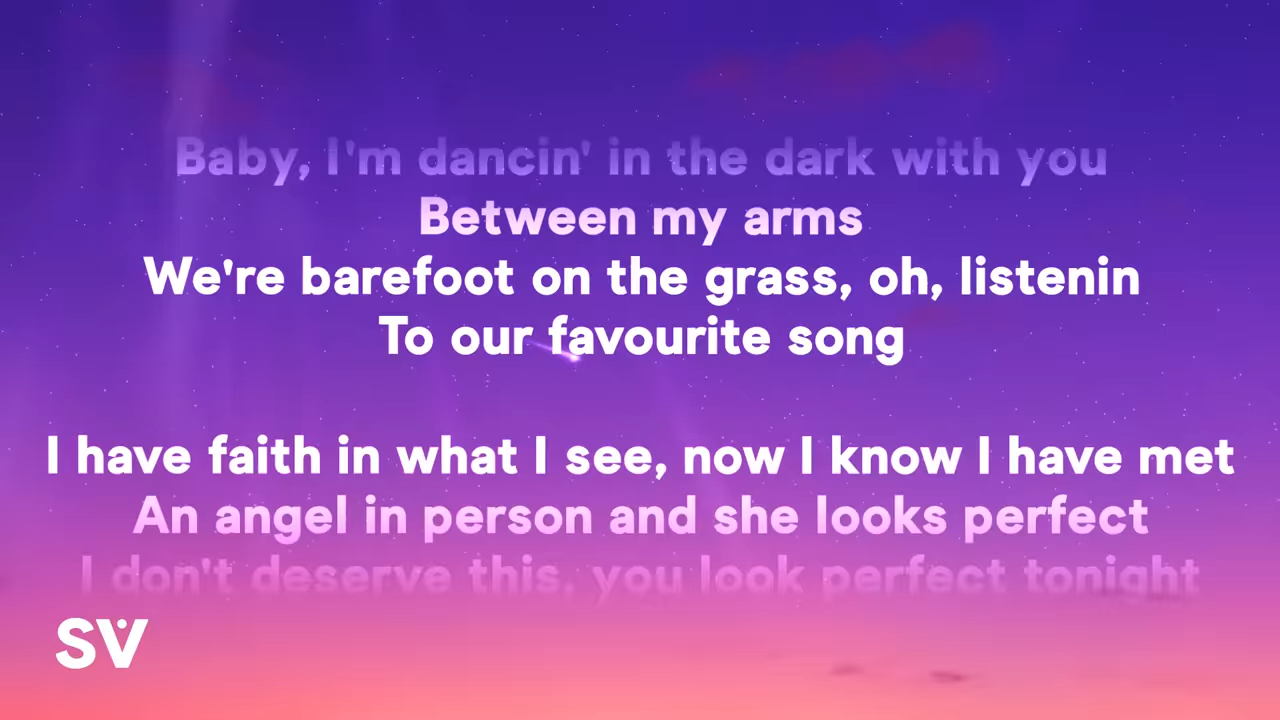 Baby, I'm dancin' in the dark with you
Between my arms
We're barefoot on the grass, oh, listenin
To our favourite song
I have faith in what I see, now I know I have met
An angel in person and she looks perfect
I don't deserve this, you look perfect tonight
SV